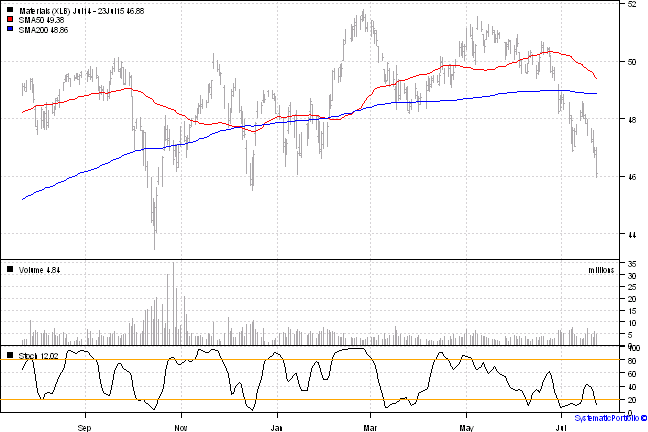 Materials (XLB) Jul14 - 23Jul15 46.88
SMA50 49.38
SMA200 48.86
52
50
48
46
44
Volume 4.84
millions
35
30
25
20
15
10
5
Stoch 12.02
100
80
60
40
20
0
Sep
Nov
Jan
Mar
May
Jul
SystematicPortfolio ©